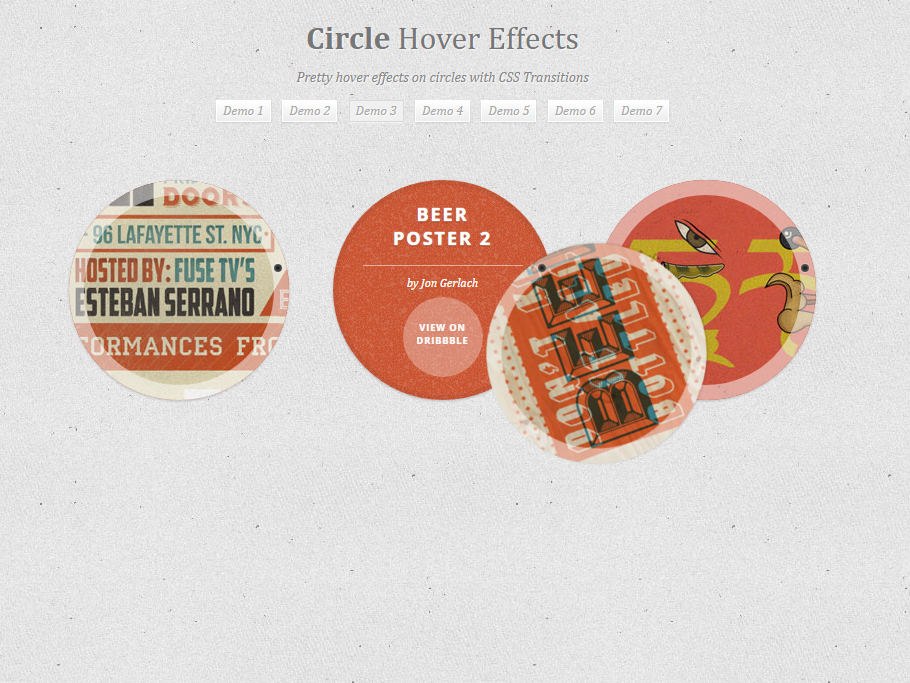 Circle Hover Effects
Pretty hover effects on circles with CSS Transitions
Demo 1 Demo 2 Demo 3 Demo 4 Demo 5 Demo 6 Demo 7
DOORS
96 LAFAYETTE ST. NYC
HOSTED BY: FUSE TV'S
ESTEBAN SERRANO
FORMANCES FRO
BEER
POSTER 2
by Jon Gerlach
VIEW ON
DRIBBBLE
BEER